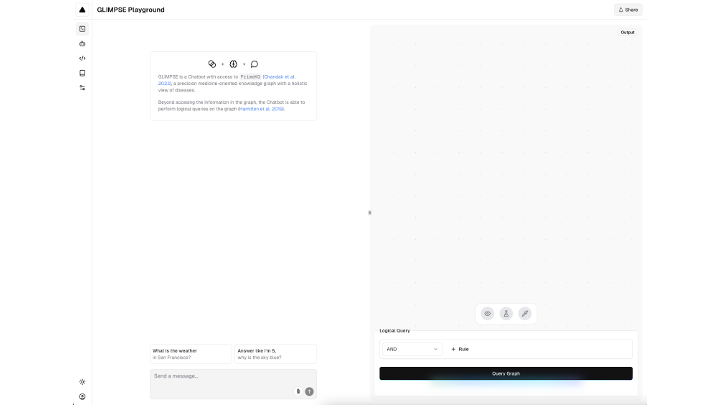 GLIMPSE Playground
Share
GLIMPSE is a Chatbot with access to PrimeKG (Chandak et al.
2023), a precision medicine-oriented knowledge graph with a holistic
view of diseases.
Beyond accessing the information in the graph, the Chatbot is able to
perform logical queries on the graph (Hamilton et al. 2018).
What is the weather
in San Francisco?
Answer like I'm 5,
why is the sky blue?
Send a message...
Output
Logical Query
AND
+ Rule
Query Graph